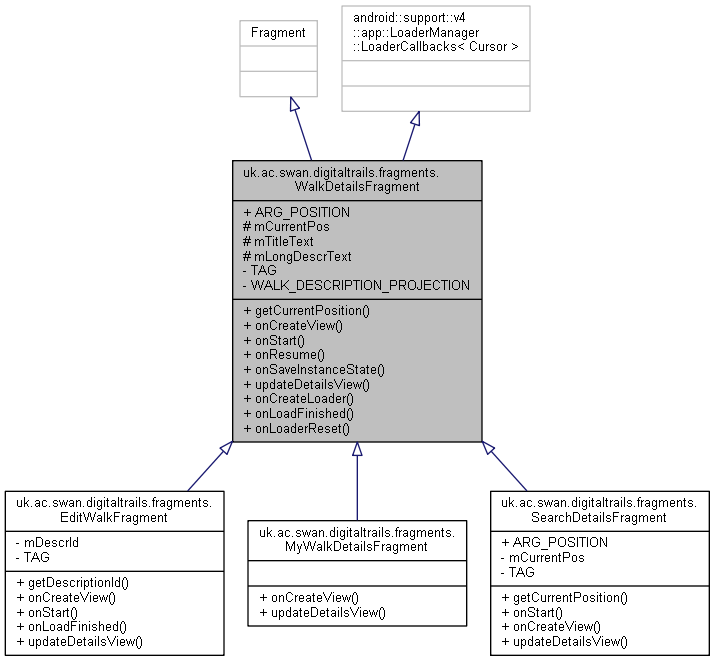 Fragment
android::support::v4
::app::LoaderManager
::LoaderCallbacks< Cursor >
uk.ac.swan.digitaltrails.fragments.
WalkDetailsFragment
+ ARG_POSITION
# mCurrentPos
# mTitleText
# mLongDescrText
- TAG
- WALK_DESCRIPTION_PROJECTION
+ getCurrentPosition()
+ onCreateView()
+ onStart()
+ onResume()
+ onSaveInstanceState()
+ updateDetailsView()
+ onCreateLoader()
+ onLoadFinished()
+ onLoaderReset()
uk.ac.swan.digitaltrails.fragments.
EditWalkFragment
- mDescrId
- TAG
+ getDescriptionId()
+ onCreateView()
+ onStart()
+ onLoadFinished()
+ updateDetailsView()
uk.ac.swan.digitaltrails.fragments.
MyWalkDetailsFragment
+ onCreateView()
+ updateDetailsView()
uk.ac.swan.digitaltrails.fragments.
SearchDetailsFragment
+ ARG_POSITION
- mCurrentPos
- TAG
+ getCurrentPosition()
+ onStart()
+ onCreateView()
+ updateDetailsView()